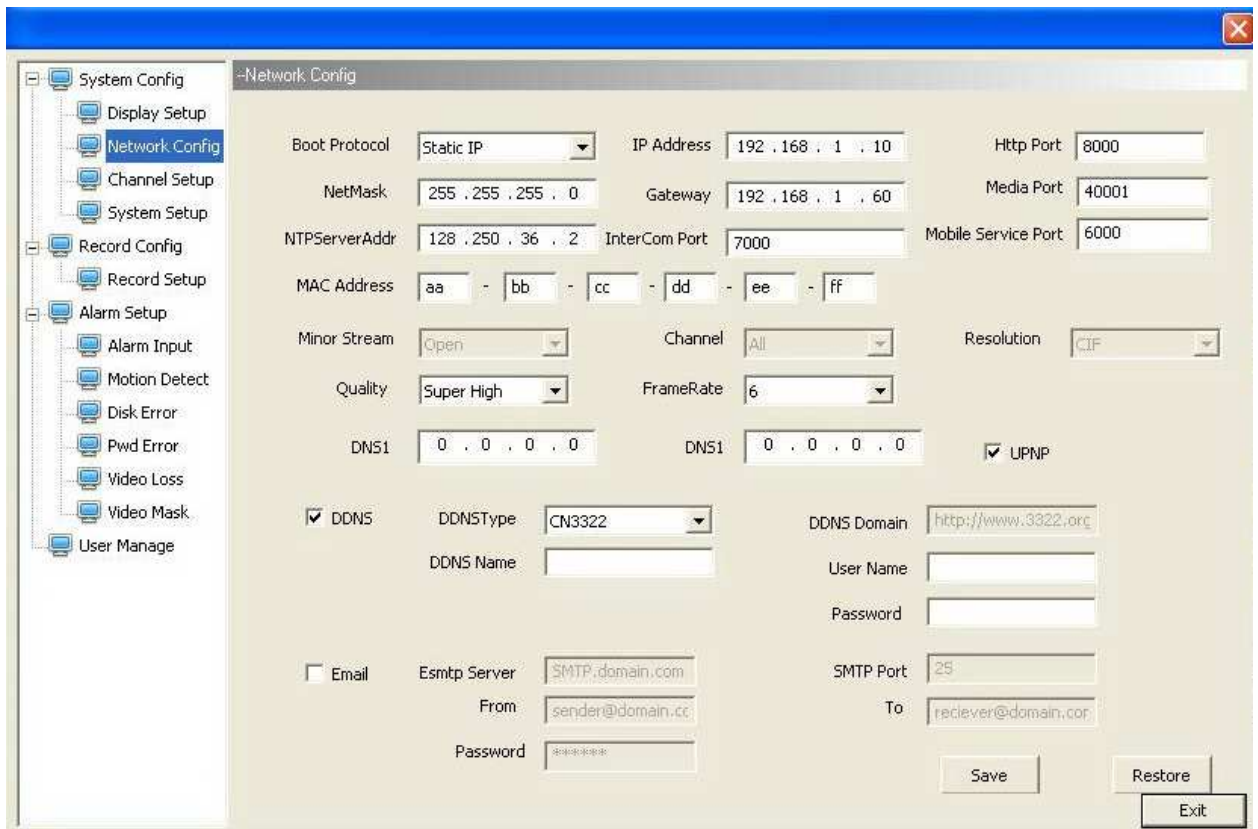 System Config
Display Setup
Network Config
Channel Setup
System Setup
Record Config
Record Setup
Alarm Setup
Alarm Input
Motion Detect
Disk Error
Pwd Error
Video Loss
Video Mask
User Manage
--Network Config
Boot Protocol Static IP IP Address 192 .168 . 1 . 10 Http Port 8000
NetMask 255 .255 .255 . 0 Gateway 192 .168 . 1 . 60 Media Port 40001
NTPServerAddr 128 .250 . 36 . 2 InterCom Port 7000 Mobile Service Port 6000
MAC Address aa - bb - cc - dd - ee - ff
Minor Stream Open Channel All Resolution CIF
Quality Super High FrameRate 6
DNS1 0 . 0 . 0 . 0 DNS1 0 . 0 . 0 . 0 UPNP
DDNS DDNSType CN3322 DDNS Domain http://www.3322.org
DDNS Name User Name
Password
Email Esmtp Server SMTP.domain.com SMTP Port 25
From sender@domain.cc To reciever@domain.cor
Password ******
Save Restore
Exit